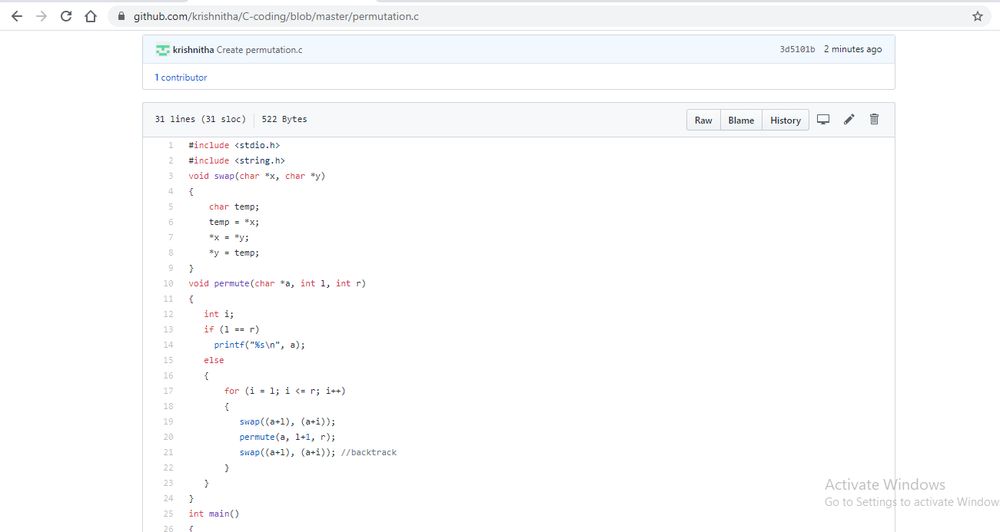 github.com/krishnitha/C-coding/blob/master/permutation.c
krishnitha Create permutation.c 3d5101b 2 minutes ago
1 contributor
31 lines (31 sloc) 522 Bytes Raw Blame History
1 #include <stdio.h>
2 #include <string.h>
3 void swap(char *x, char *y)
4 {
5 char temp;
6 temp = *x;
7 *x = *y;
8 *y = temp;
9 }
10 void permute(char *a, int l, int r)
11 {
12 int i;
13 if (l == r)
14 printf("%s\n", a);
15 else
16 {
17 for (i = l; i <= r; i++)
18 {
19 swap((a+l), (a+i));
20 permute(a, l+1, r);
21 swap((a+l), (a+i)); //backtrack
22 }
23 }
24 }
25 int main()
26 {
Activate Windows
Go to Settings to activate Window